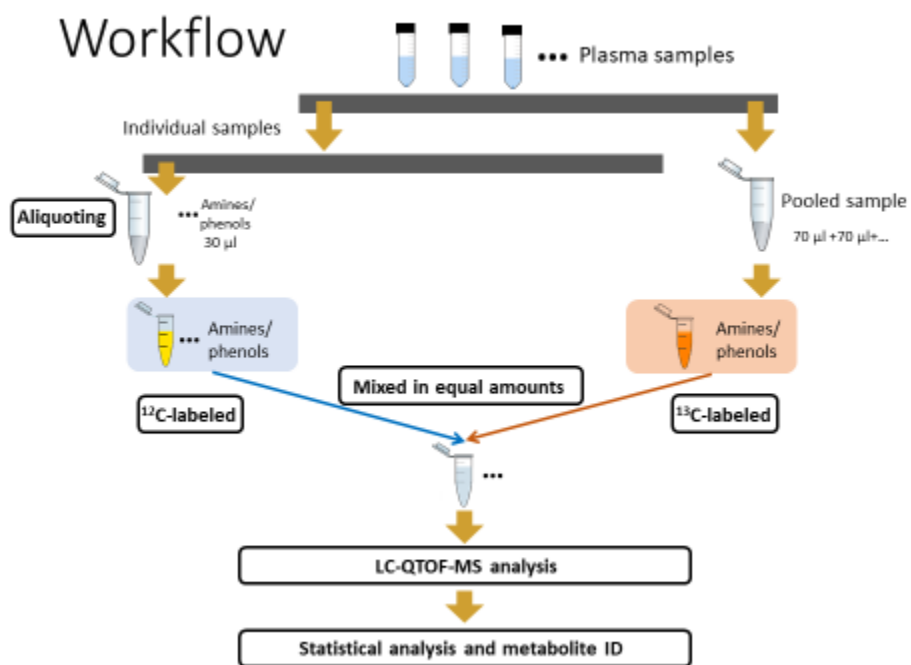 Workflow
••• Plasma samples
Individual samples
Aliquoting
••• Amines/
phenols
30 µl
Pooled sample
70 µl +70 µl+...
••• Amines/
phenols
Amines/
phenols
Mixed in equal amounts
¹²C-labeled
¹³C-labeled
•••
LC-QTOF-MS analysis
Statistical analysis and metabolite ID